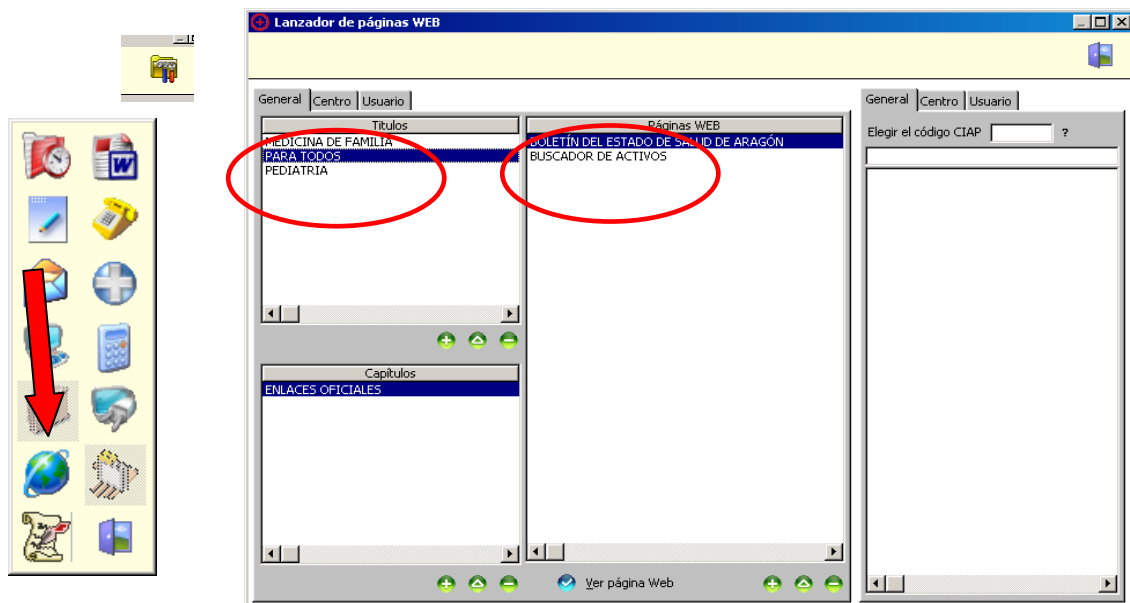 Lanzador de páginas WEB
General Centro Usuario
Titulos
MEDICINA DE FAMILIA
PARA TODOS
PEDIATRIA
Páginas WEB
BOLETÍN DEL ESTADO DE SALUD DE ARAGÓN
BUSCADOR DE ACTIVOS
Capítulos
ENLACES OFICIALES
Ver página Web
General Centro Usuario
Elegir el código CIAP ?
W